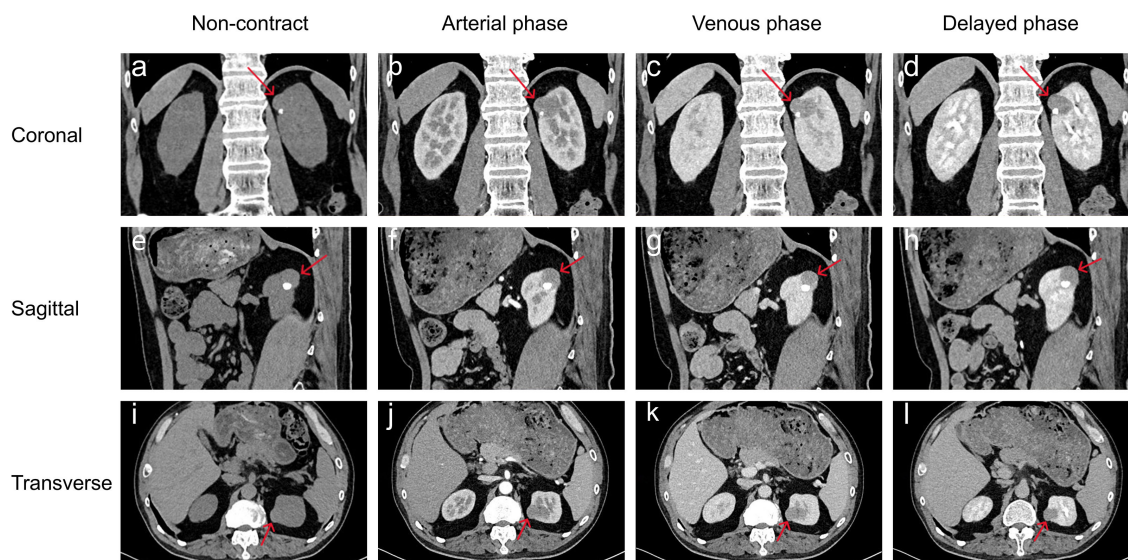 Non-contract Arterial phase Venous phase Delayed phase
Coronal
a b c d
Sagittal
e f g h
Transverse
i j k l